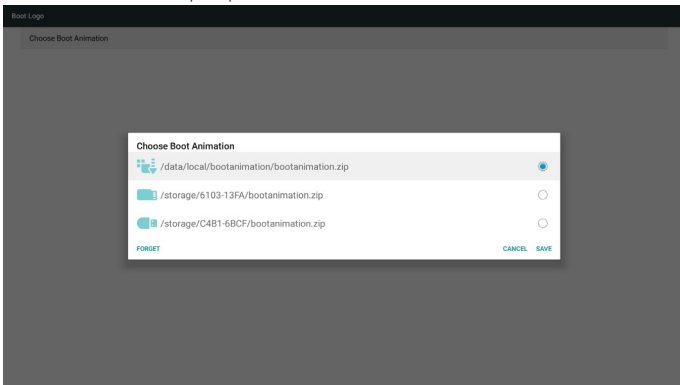 Boot Logo
Choose Boot Animation
Choose Boot Animation
/data/local/bootanimation/bootanimation.zip
/storage/6103-13FA/bootanimation.zip
/storage/C4B1-6BCF/bootanimation.zip
FORGET CANCEL SAVE